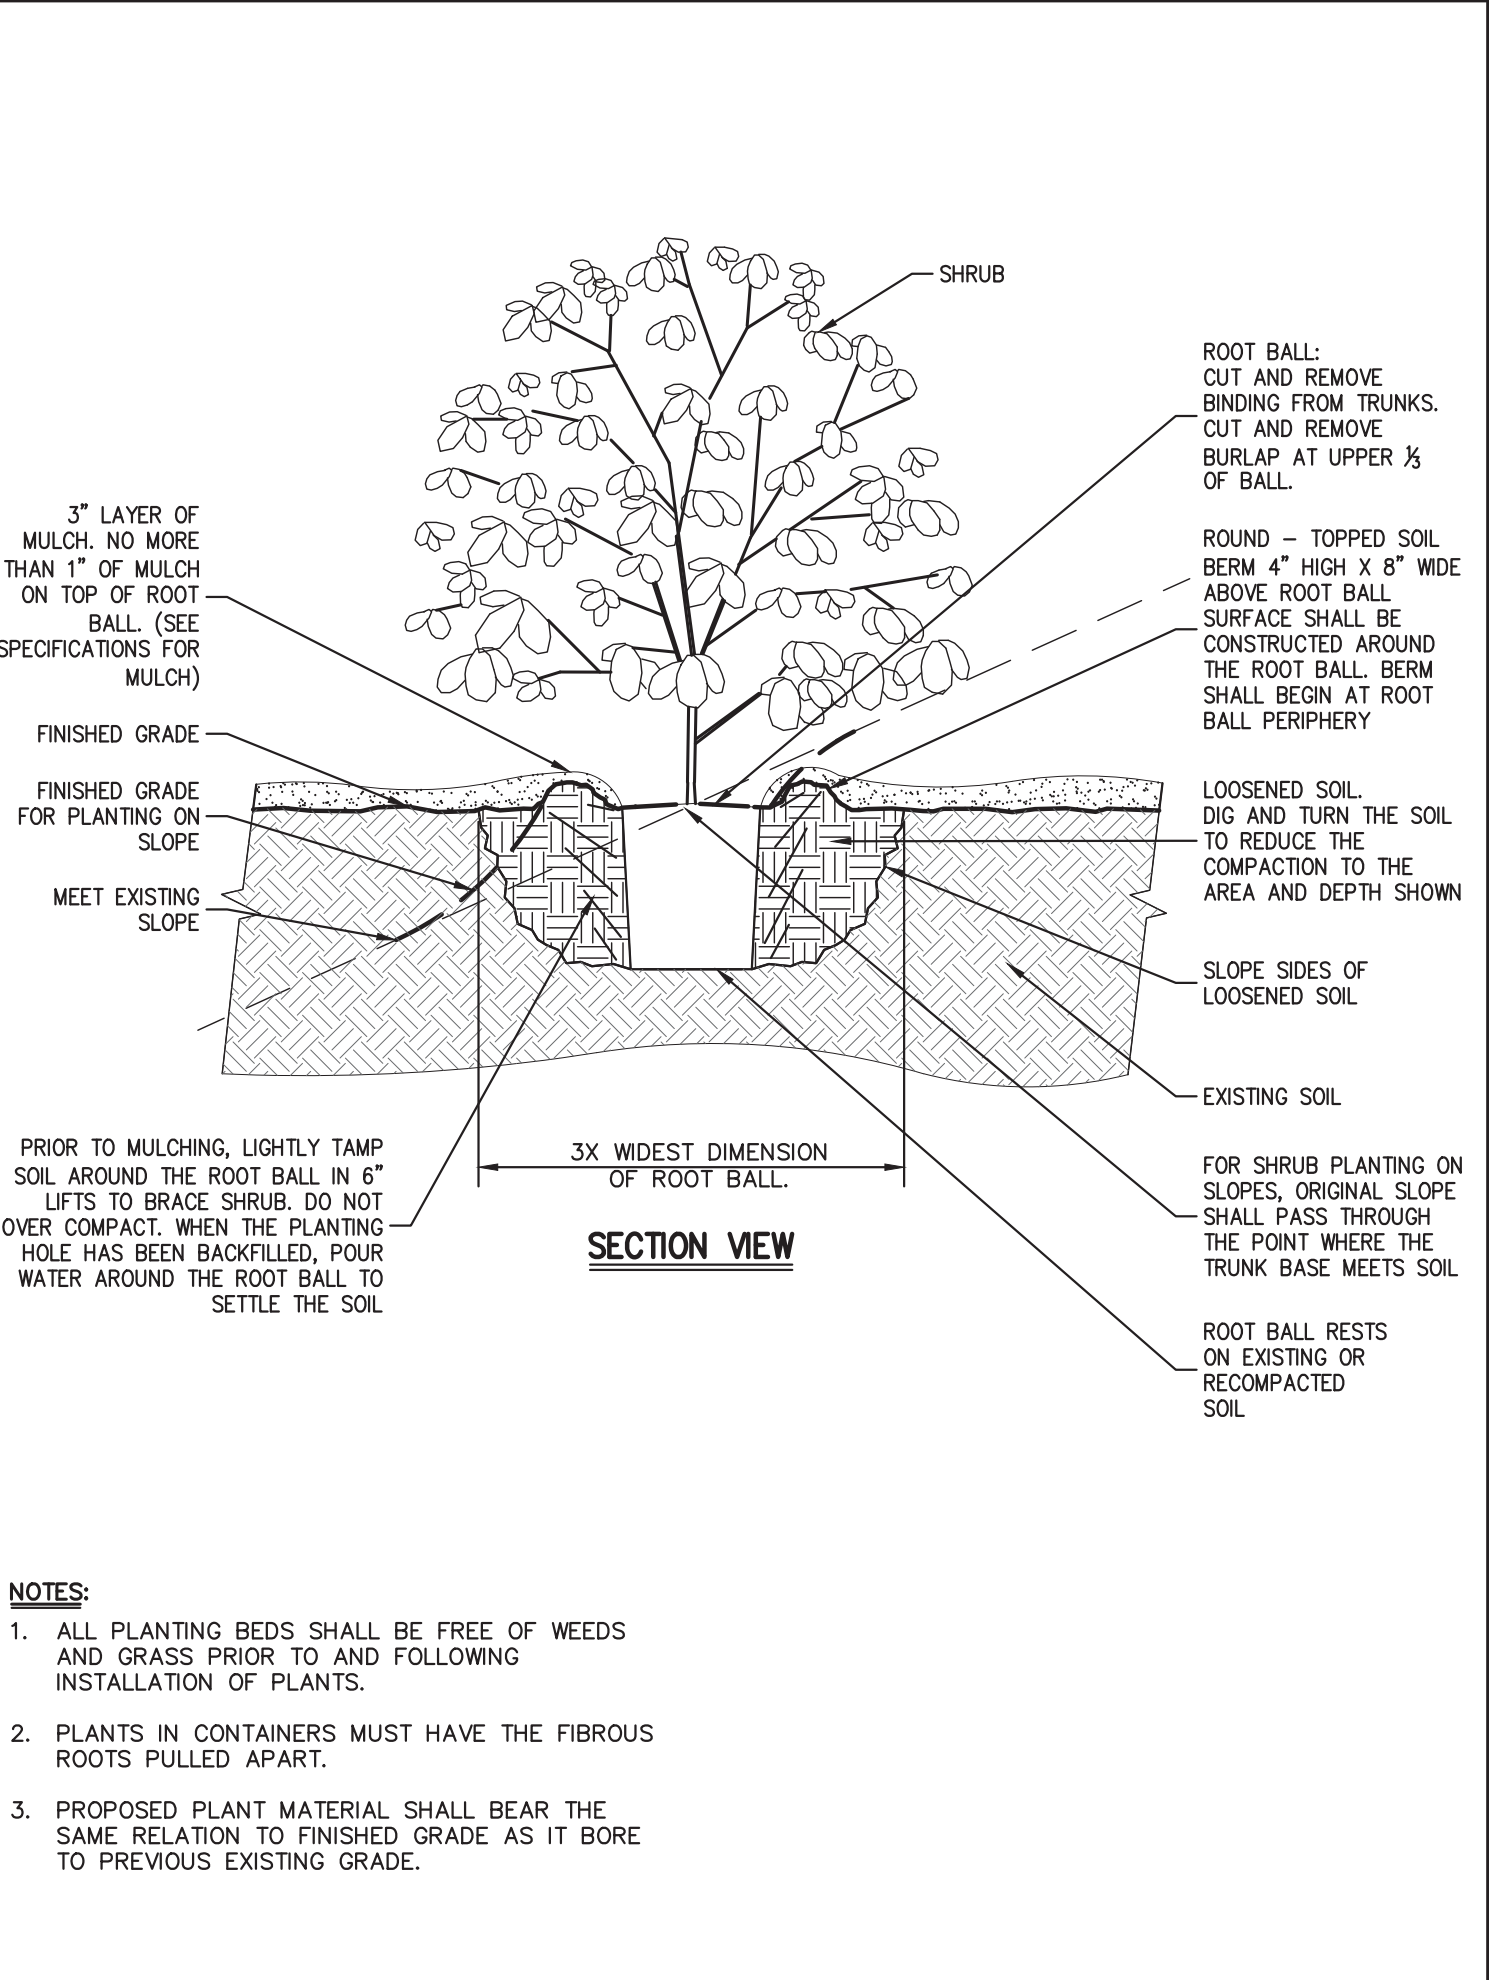 SHRUB
ROOT BALL:
CUT AND REMOVE
BINDING FROM TRUNKS.
CUT AND REMOVE
BURLAP AT UPPER ⅓
OF BALL.
3" LAYER OF
MULCH. NO MORE
THAN 1" OF MULCH
ON TOP OF ROOT
BALL. (SEE
SPECIFICATIONS FOR
MULCH)
ROUND – TOPPED SOIL
BERM 4" HIGH X 8" WIDE
ABOVE ROOT BALL
SURFACE SHALL BE
CONSTRUCTED AROUND
THE ROOT BALL. BERM
SHALL BEGIN AT ROOT
BALL PERIPHERY
FINISHED GRADE
FINISHED GRADE
FOR PLANTING ON
SLOPE
MEET EXISTING
SLOPE
LOOSENED SOIL.
DIG AND TURN THE SOIL
TO REDUCE THE
COMPACTION TO THE
AREA AND DEPTH SHOWN
SLOPE SIDES OF
LOOSENED SOIL
EXISTING SOIL
PRIOR TO MULCHING, LIGHTLY TAMP
SOIL AROUND THE ROOT BALL IN 6"
LIFTS TO BRACE SHRUB. DO NOT
OVER COMPACT. WHEN THE PLANTING
HOLE HAS BEEN BACKFILLED, POUR
WATER AROUND THE ROOT BALL TO
SETTLE THE SOIL
3X WIDEST DIMENSION
OF ROOT BALL.
SECTION VIEW
FOR SHRUB PLANTING ON
SLOPES, ORIGINAL SLOPE
SHALL PASS THROUGH
THE POINT WHERE THE
TRUNK BASE MEETS SOIL
ROOT BALL RESTS
ON EXISTING OR
RECOMPACTED
SOIL
NOTES:
1. ALL PLANTING BEDS SHALL BE FREE OF WEEDS
AND GRASS PRIOR TO AND FOLLOWING
INSTALLATION OF PLANTS.
2. PLANTS IN CONTAINERS MUST HAVE THE FIBROUS
ROOTS PULLED APART.
3. PROPOSED PLANT MATERIAL SHALL BEAR THE
SAME RELATION TO FINISHED GRADE AS IT BORE
TO PREVIOUS EXISTING GRADE.